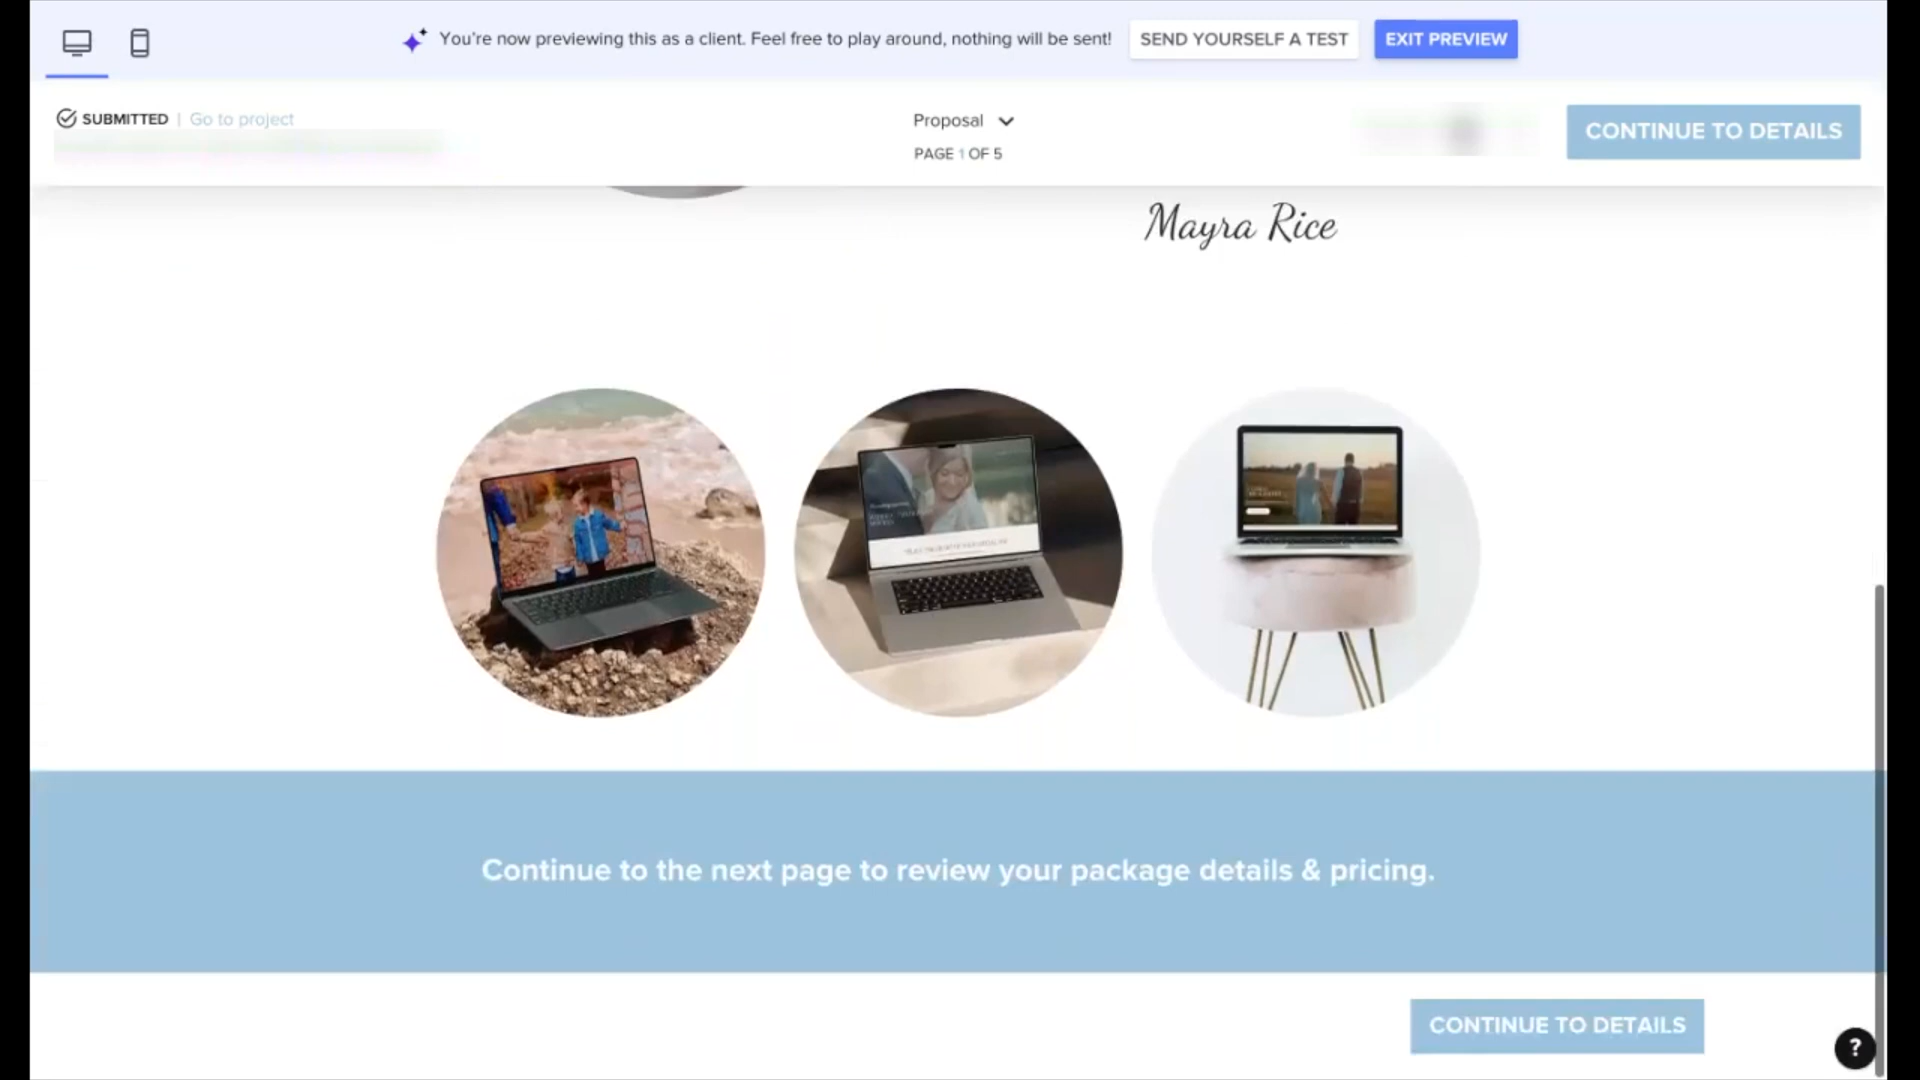 You're now previewing this as a client. Feel free to play around, nothing will be sent!
SEND YOURSELF A TEST
EXIT PREVIEW
SUBMITTED | Go to project
Proposal
PAGE 1 OF 5
CONTINUE TO DETAILS
Mayra Rice
Continue to the next page to review your package details & pricing.
CONTINUE TO DETAILS
?